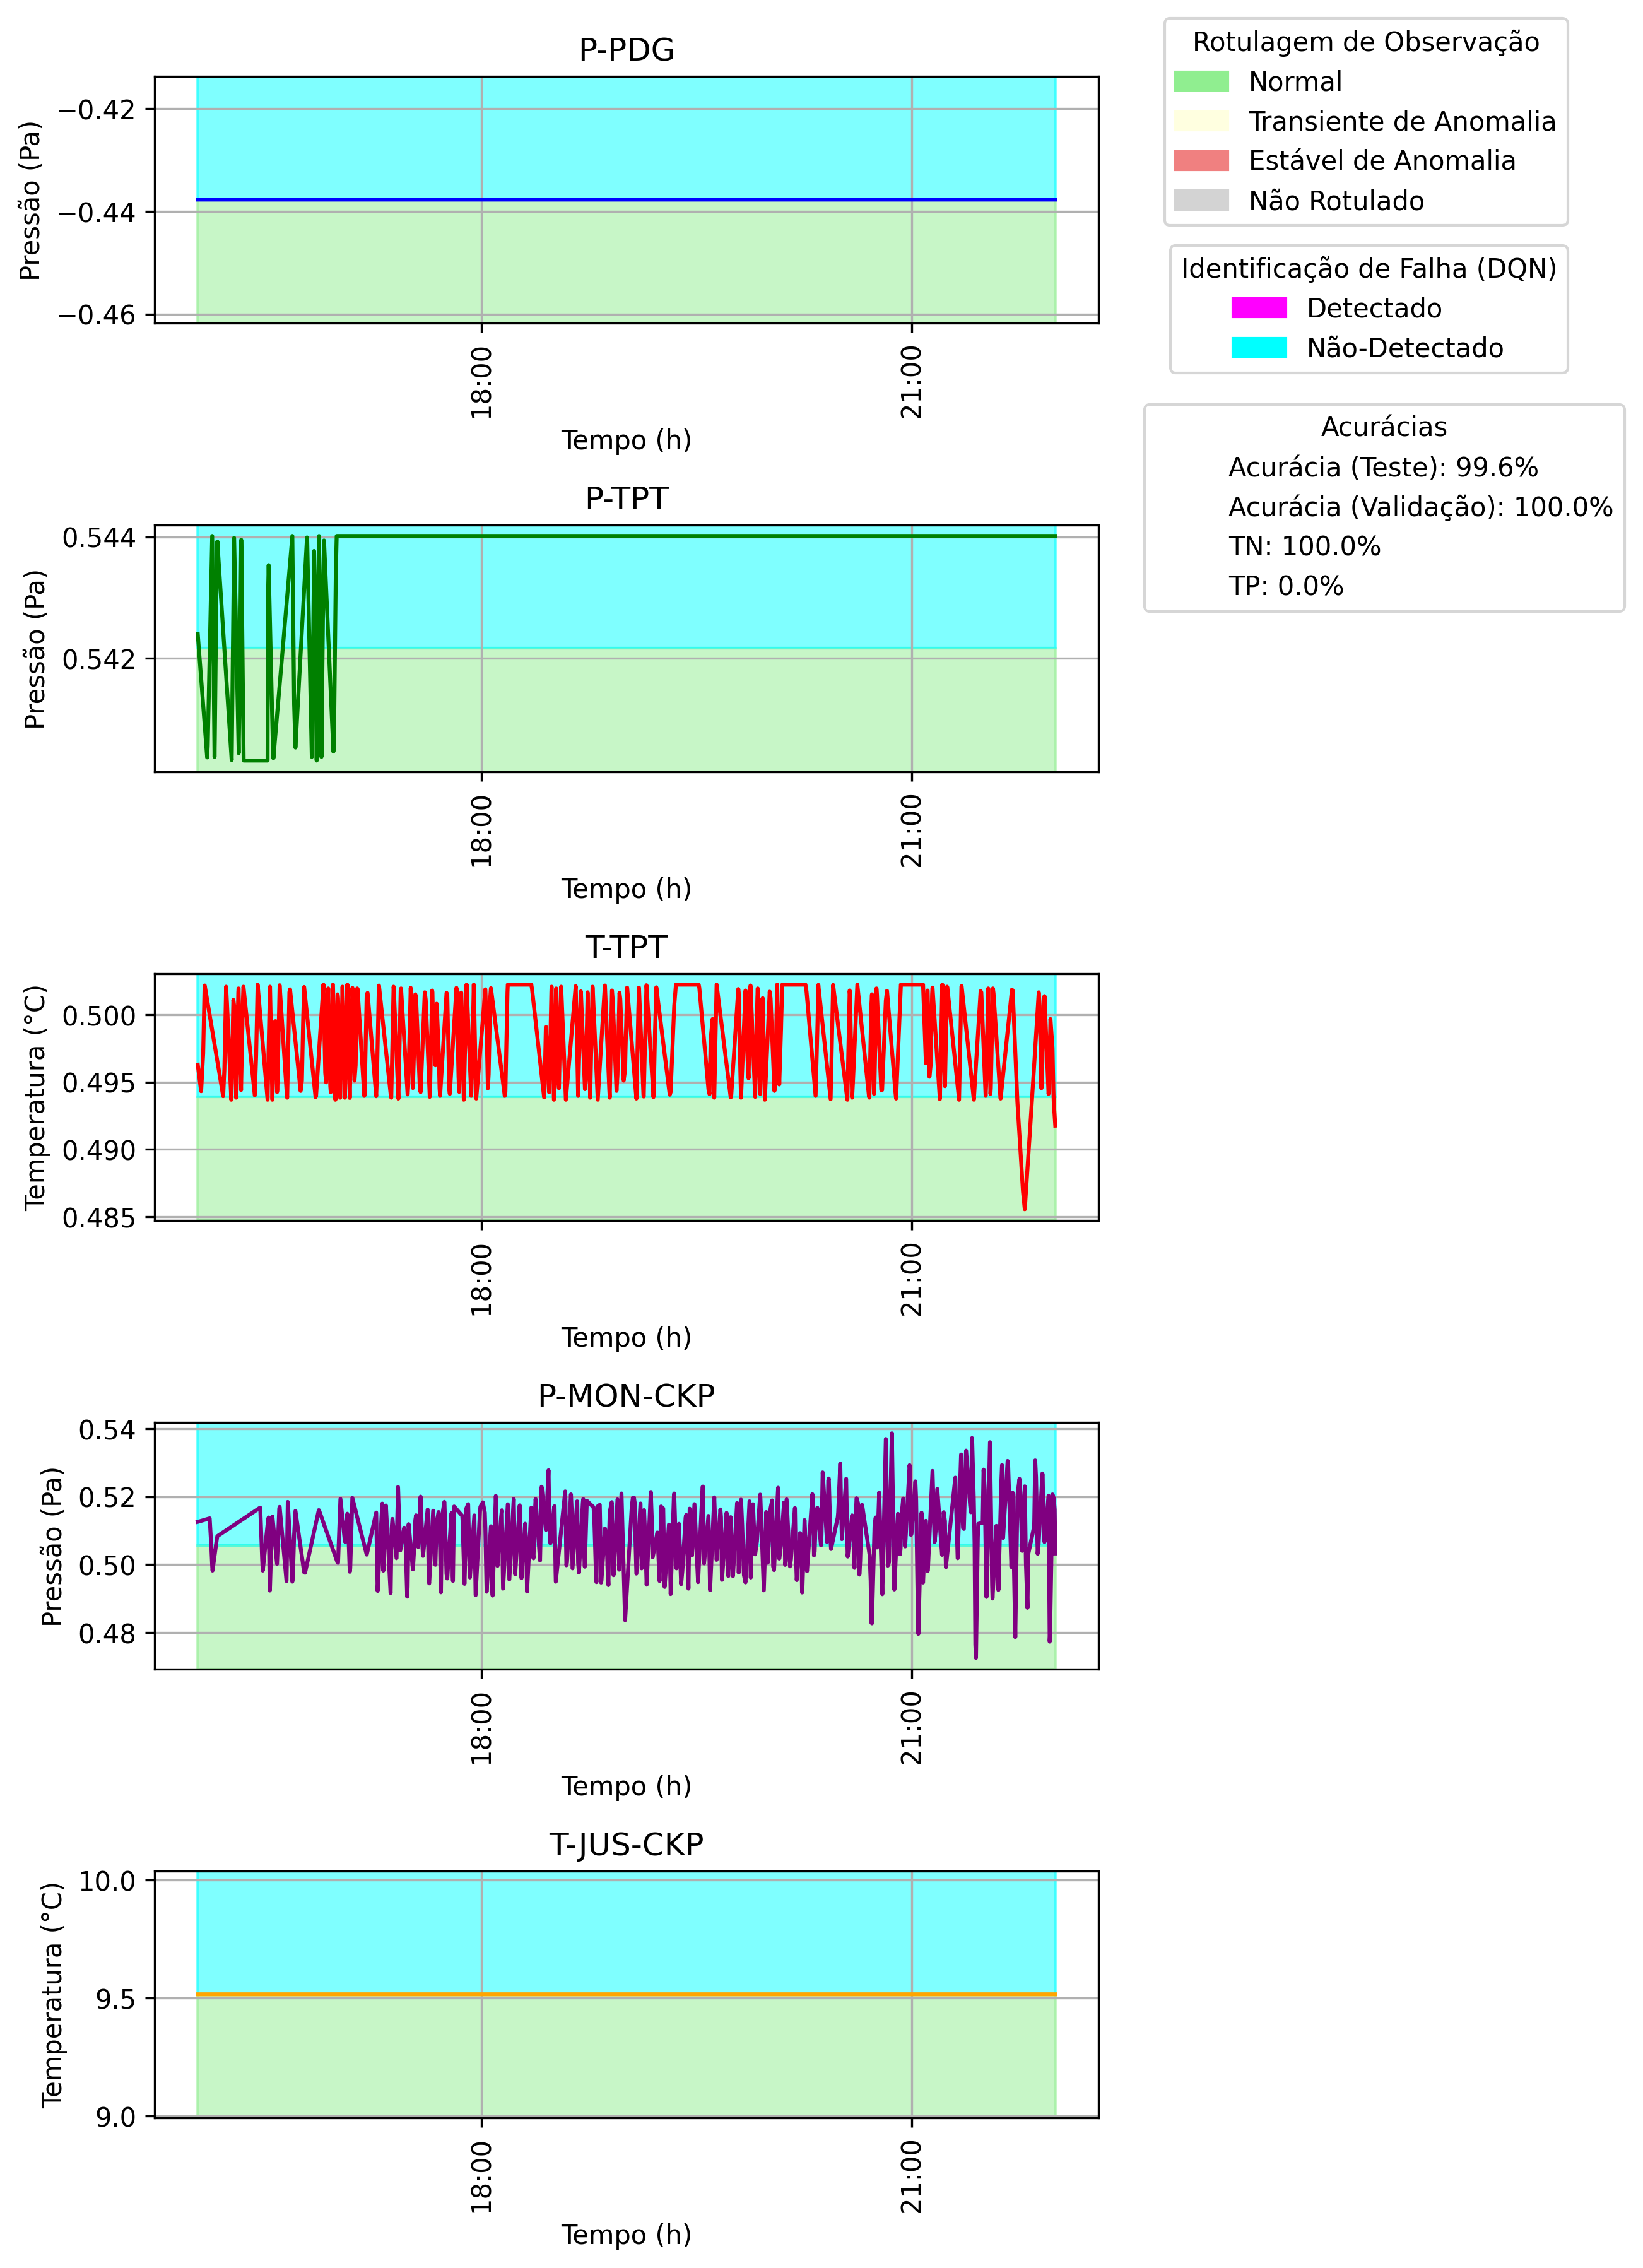 P-PDG
Pressão (Pa)
−0.42
−0.44
−0.46
18:00
21:00
Tempo (h)
P-TPT
Pressão (Pa)
0.544
0.542
18:00
21:00
Tempo (h)
T-TPT
Temperatura (°C)
0.500
0.495
0.490
0.485
18:00
21:00
Tempo (h)
P-MON-CKP
Pressão (Pa)
0.54
0.52
0.50
0.48
18:00
21:00
Tempo (h)
T-JUS-CKP
Temperatura (°C)
10.0
9.5
9.0
18:00
21:00
Tempo (h)
Rotulagem de Observação
Normal
Transiente de Anomalia
Estável de Anomalia
Não Rotulado
Identificação de Falha (DQN)
Detectado
Não-Detectado
Acurácias
Acurácia (Teste): 99.6%
Acurácia (Validação): 100.0%
TN: 100.0%
TP: 0.0%